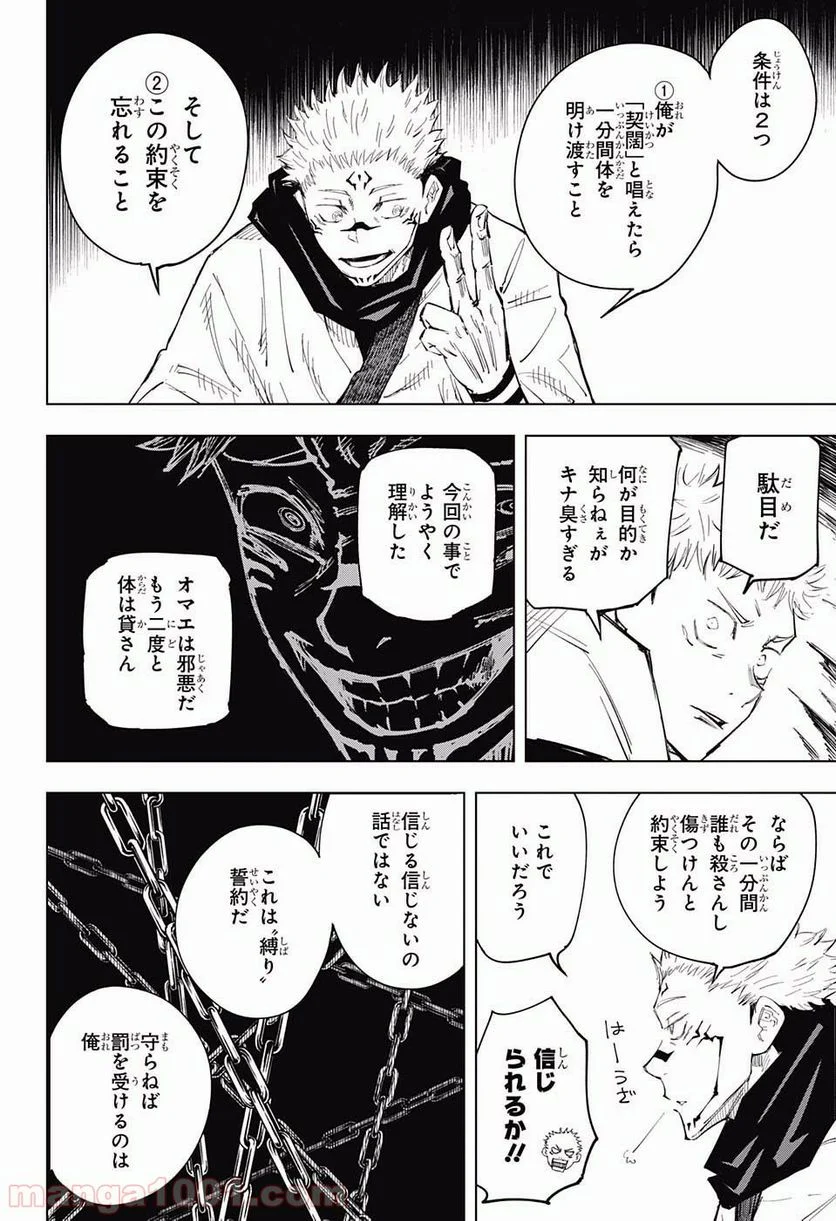 条件は2つ
①俺が
「契闊」と唱えたら
一分間体を
明け渡すこと
そして
②この約束を
忘れること
駄目だ
何が目的か
知らねぇが
キナ臭すぎる
今回の事で
ようやく
理解した
オマエは邪悪だ
もう二度と
体は貸さん
ならば
その一分間
誰も殺さんし
傷つけんと
約束しよう
はーうざ
これで
いいだろう
信じ
られるか!!
信じる信じないの
話ではない
これは〝縛り〟
誓約だ
守らねば
罰を受けるのは
俺
manga1001.com